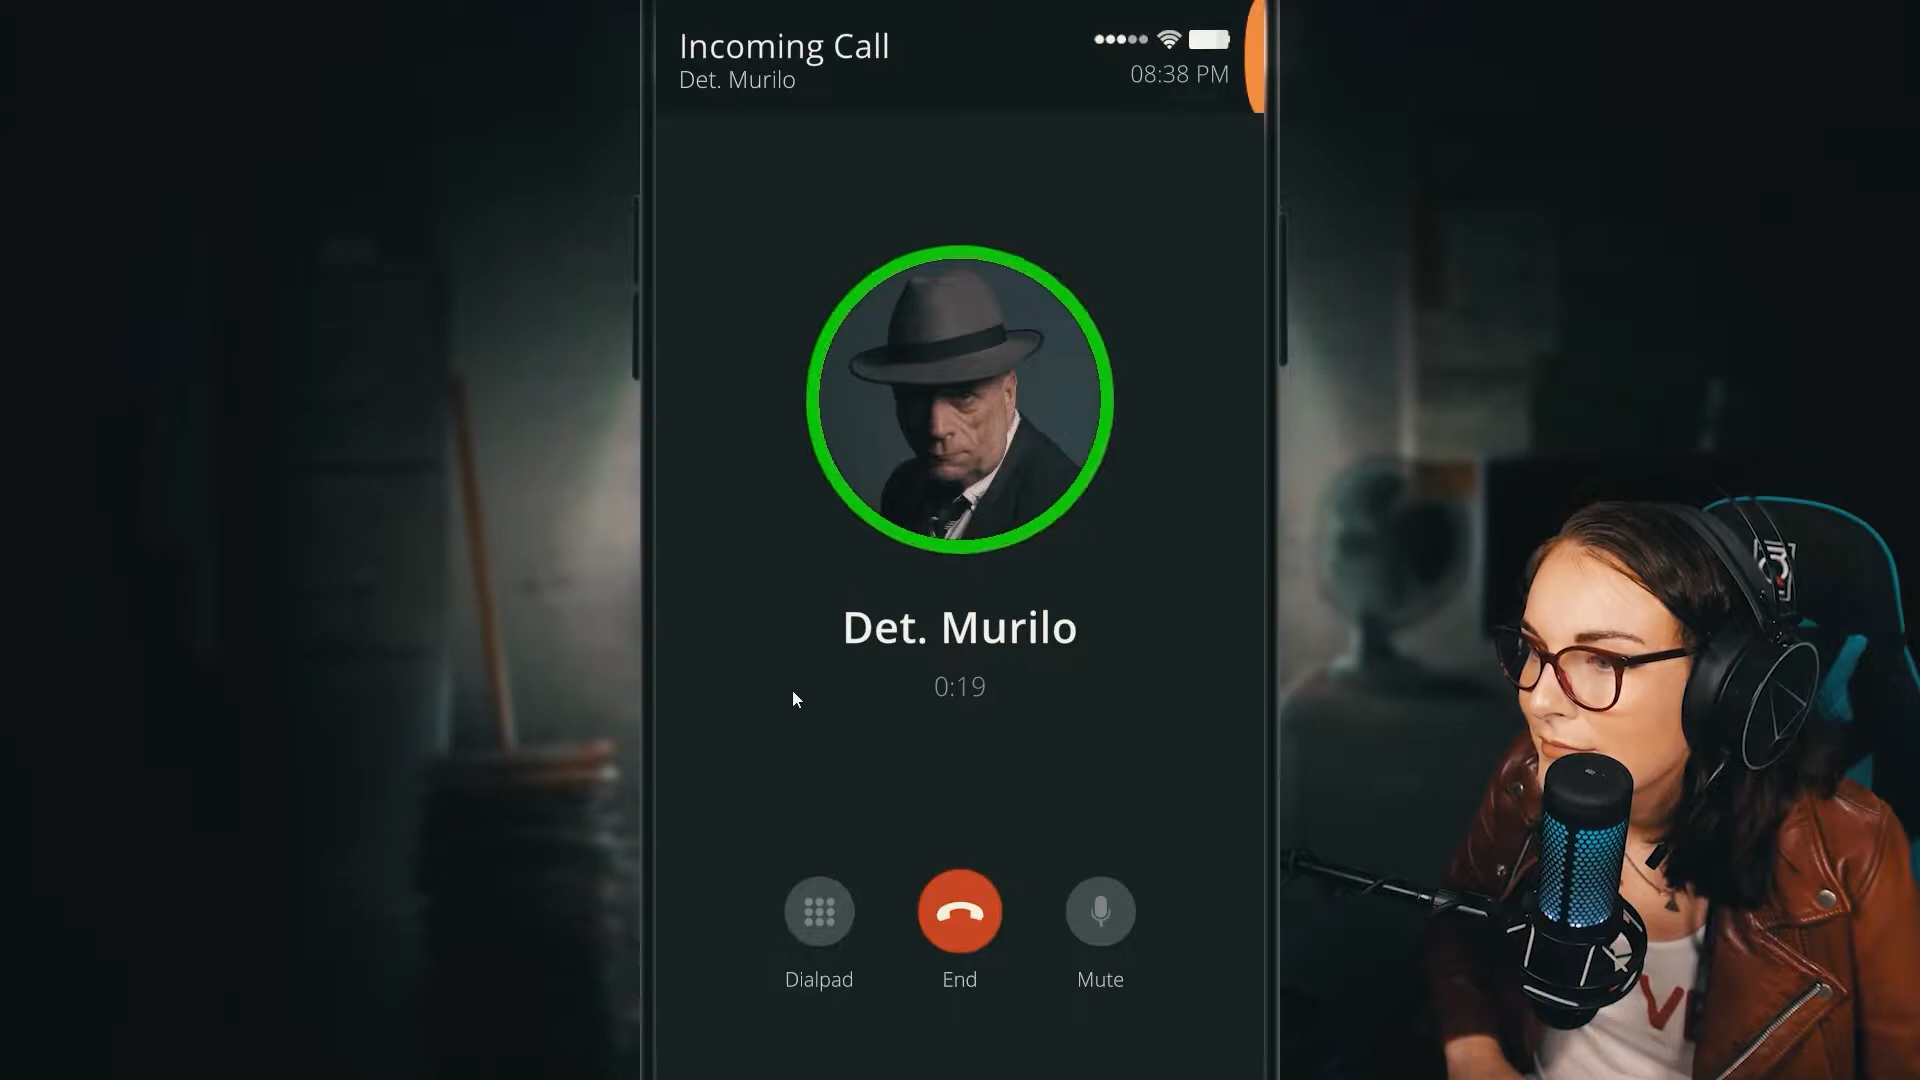 Incoming Call
Det. Murilo
08:38 PM
Det. Murilo
0:19
Dialpad
End
Mute